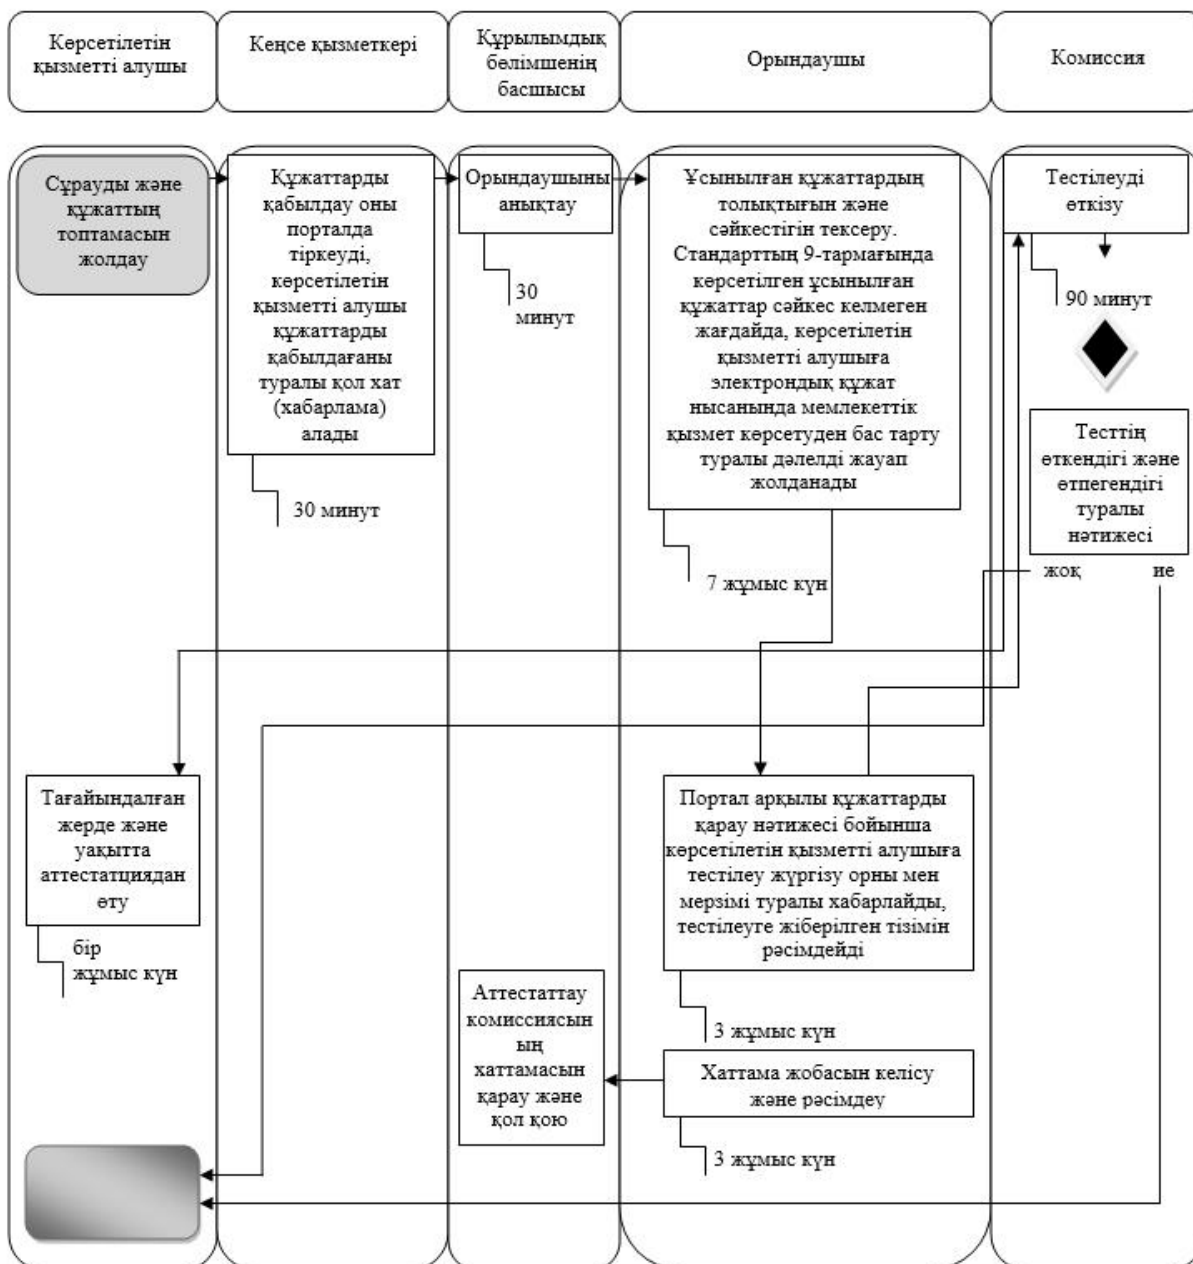 Көрсетілетін
қызметті алушы
Кеңсе қызметкері
Құрылымдық
бөлімшенің
басшысы
Орындаушы
Комиссия
Сұрауды және
құжаттың
топтамасын
жолдау
Құжаттарды
қабылдау оны
порталда
тіркеуді,
көрсетілетін
қызметті алушы
құжаттарды
қабылдағаны
туралы қол хат
(хабарлама)
алады
30 минут
Орындаушыны
анықтау
30
минут
Ұсынылған құжаттардың
толықтығын және
сәйкестігін тексеру.
Стандарттың 9-тармағында
көрсетілген ұсынылған
құжаттар сәйкес келмеген
жағдайда, көрсетілетін
қызметті алушыға
электрондық құжат
нысанында мемлекеттік
қызмет көрсетуден бас тарту
туралы дәлелді жауап
жолданады
7 жұмыс күн
Тестілеуді
өткізу
90 минут
Тесттің
өткендігі және
өтпегендігі
туралы
нәтижесі
жоқ ие
Тағайындалған
жерде және
уақытта
аттестатциядан
өту
бір
жұмыс күн
Портал арқылы құжаттарды
қарау нәтижесі бойынша
көрсетілетін қызметті алушыға
тестілеу жүргізу орны мен
мерзімі туралы хабарлайды,
тестілеуге жіберілген тізімін
рәсімдейді
3 жұмыс күн
Аттестаттау
комиссиясын
ың
хаттамасын
қарау және
қол қою
Хаттама жобасын келісу
және рәсімдеу
3 жұмыс күн